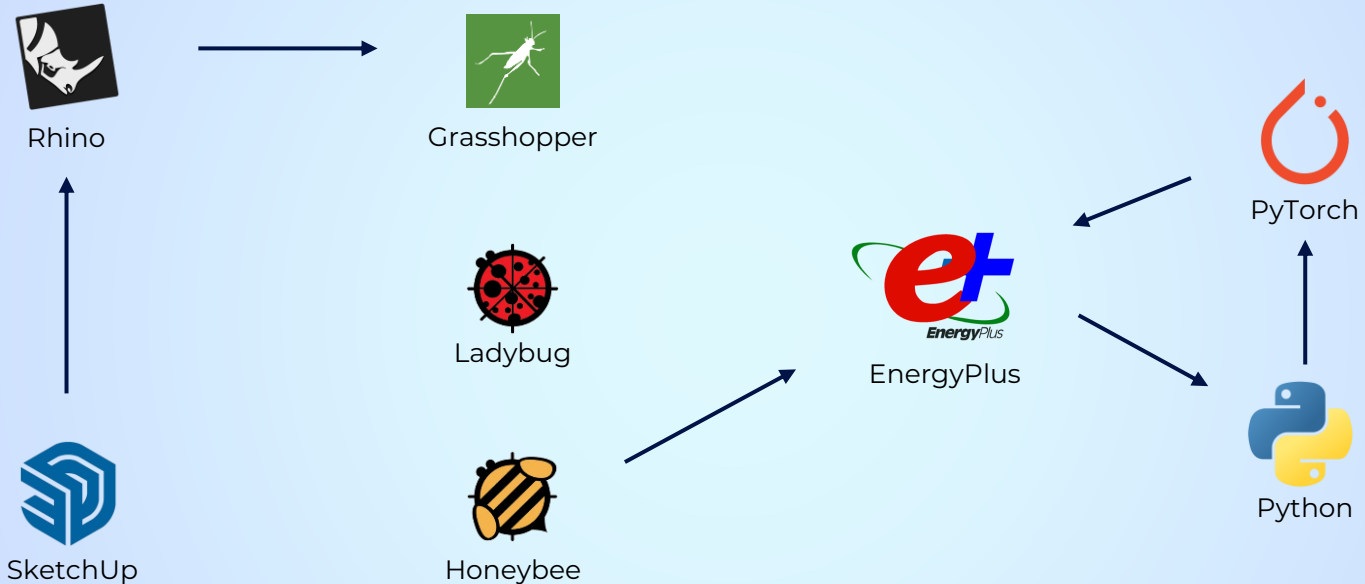 Rhino
Grasshopper
PyTorch
e+
EnergyPlus
Ladybug
EnergyPlus
Python
SketchUp
Honeybee